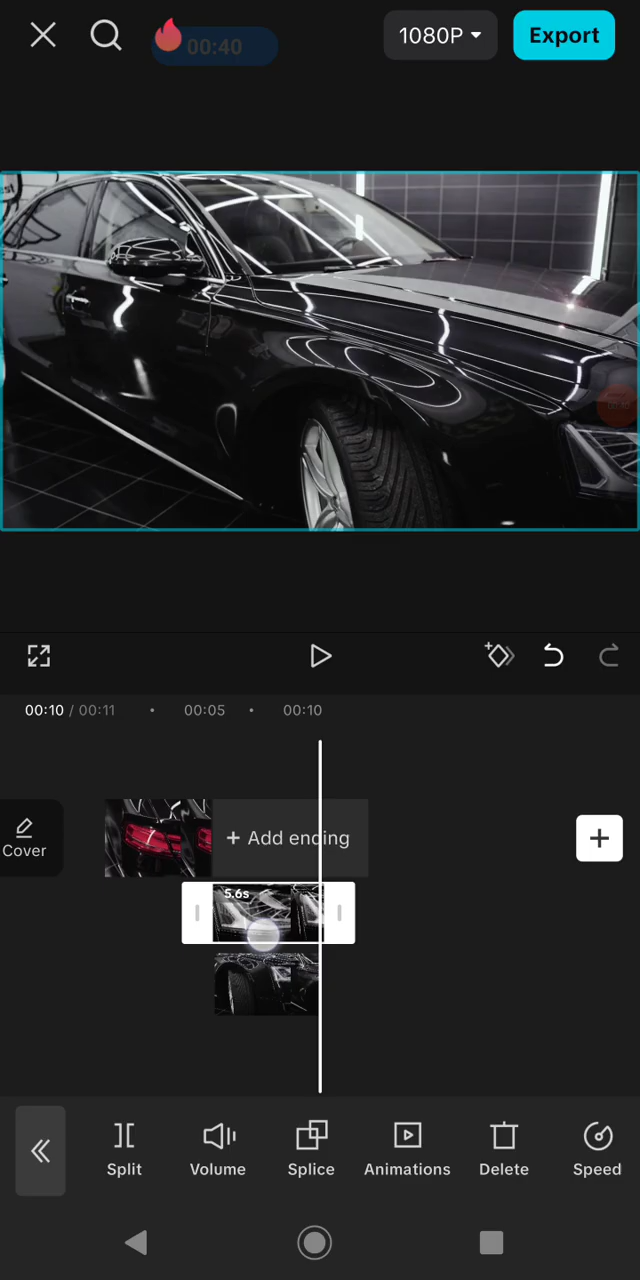 00:40
1080P
Export
00:10 / 00:11
00:05
00:10
Cover
+ Add ending
5.6s
Split
Volume
Splice
Animations
Delete
Speed